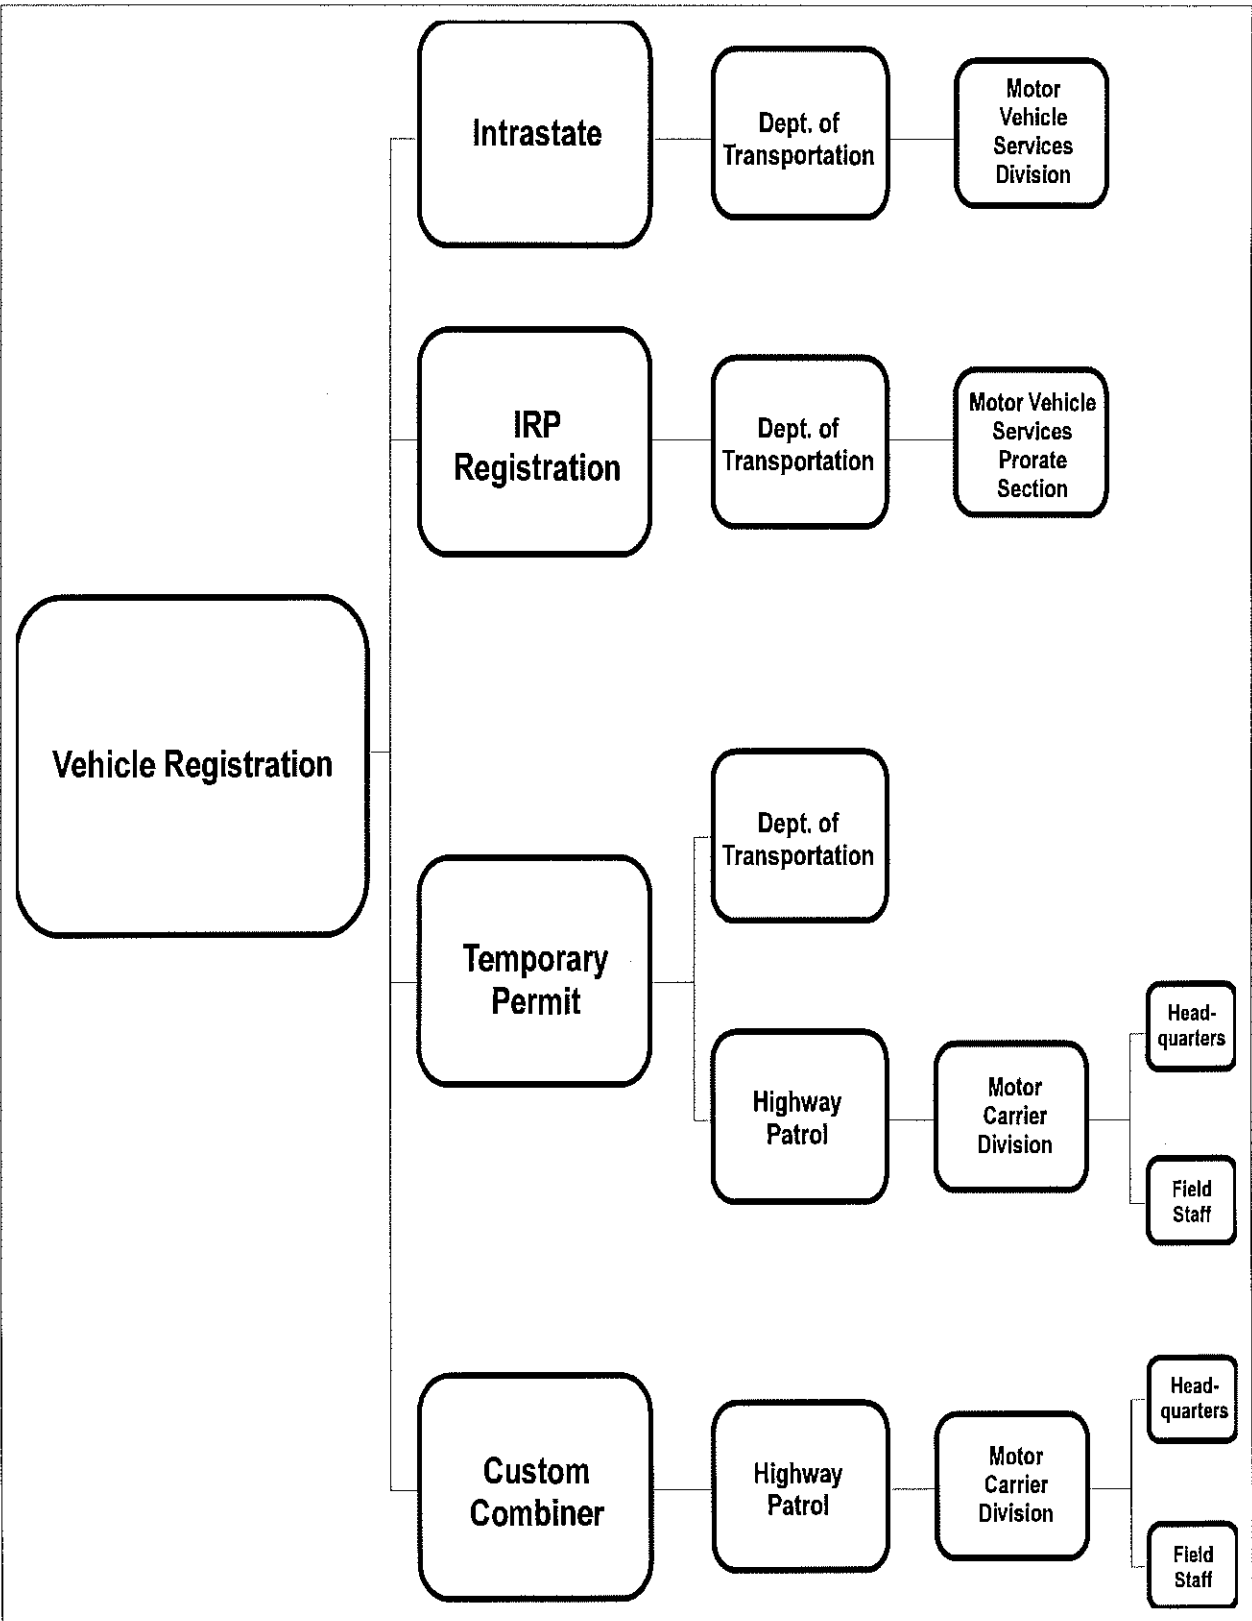 Intrastate
Dept. of
Transportation
Motor
Vehicle
Services
Division
IRP
Registration
Dept. of
Transportation
Motor Vehicle
Services
Prorate
Section
Vehicle Registration
Temporary
Permit
Dept. of
Transportation
Highway
Patrol
Motor
Carrier
Division
Head-
quarters
Field
Staff
Custom
Combiner
Highway
Patrol
Motor
Carrier
Division
Head-
quarters
Field
Staff